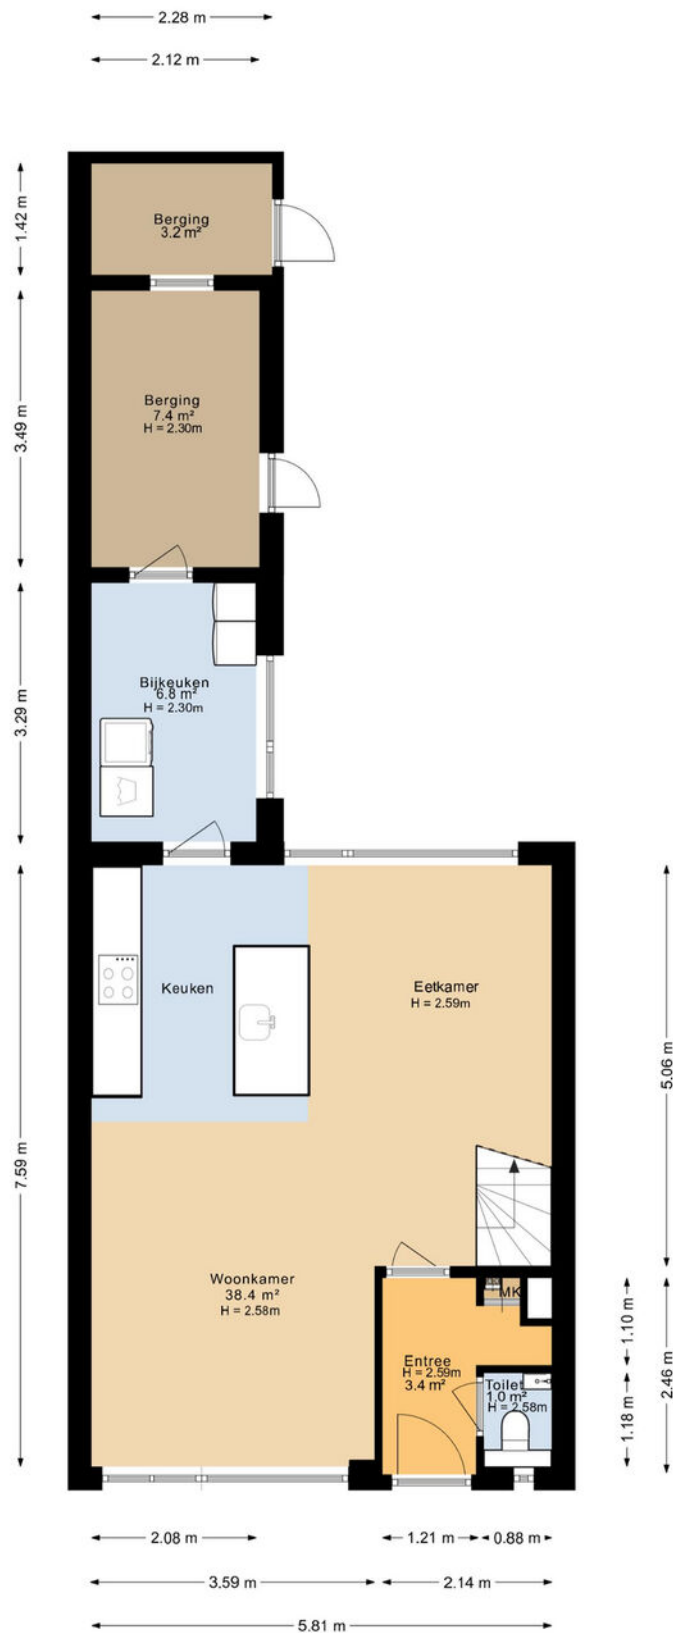 2.28 m
2.12 m
1.42 m
Berging
3.2 m²
3.49 m
Berging
7.4 m²
H = 2.30m
3.29 m
Bijkeuken
6.8 m²
H = 2.30m
7.59 m
Keuken
Eetkamer
H = 2.59m
5.06 m
Woonkamer
38.4 m²
H = 2.58m
MK
1.10 m
2.46 m
Entree
H = 2.59m
3.4 m²
Toilet
1.0 m²
H = 2.58m
1.18 m
2.08 m
1.21 m
0.88 m
3.59 m
2.14 m
5.81 m